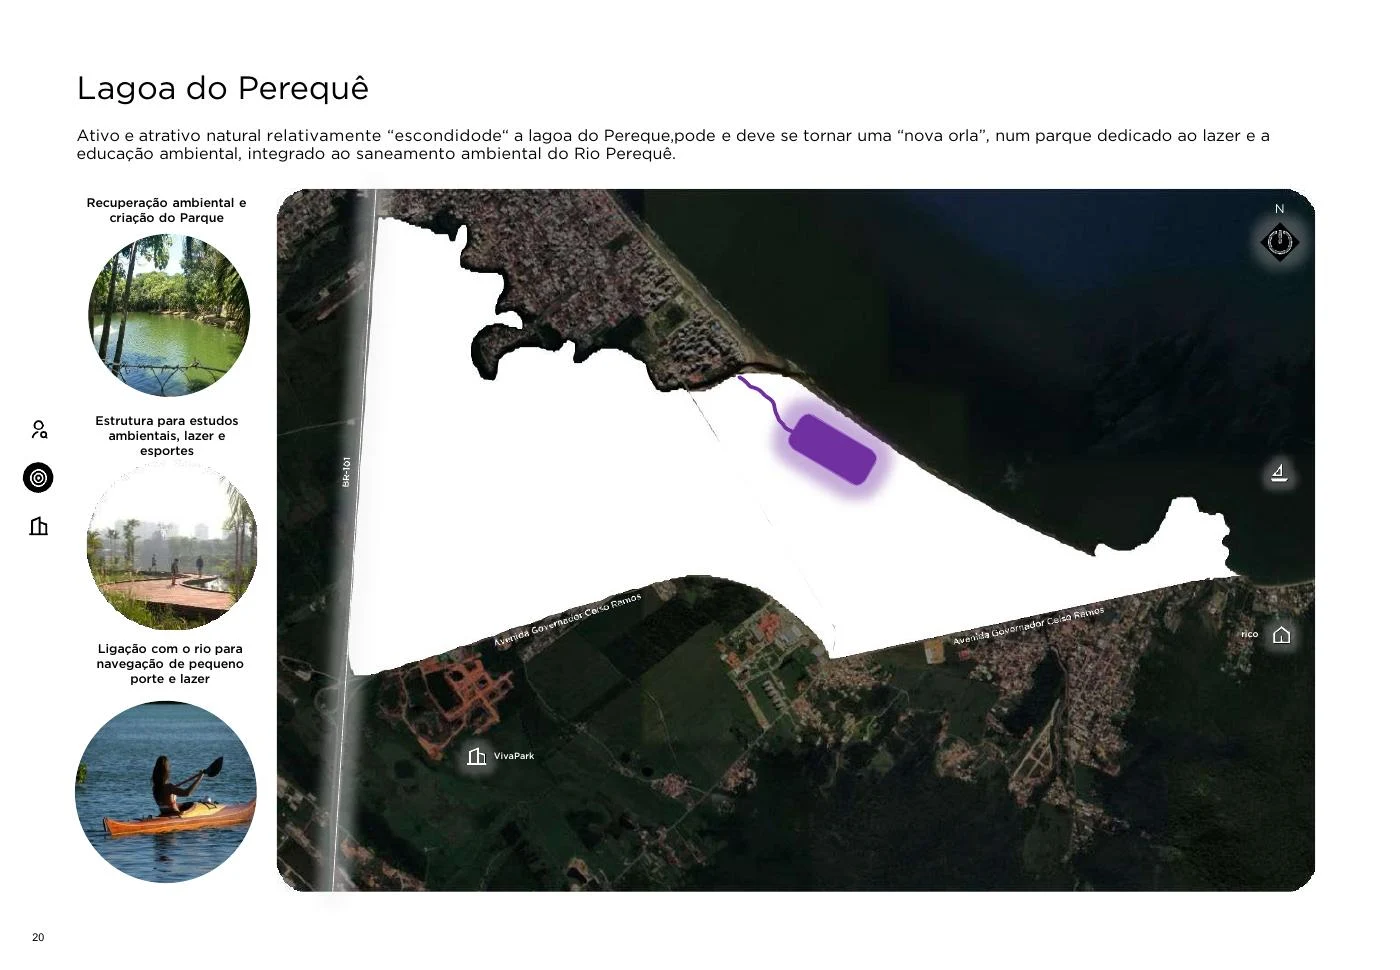 Lagoa do Perequê
Ativo e atrativo natural relativamente “escondidode“ a lagoa do Pereque,pode e deve se tornar uma “nova orla”, num parque dedicado ao lazer e a
educação ambiental, integrado ao saneamento ambiental do Rio Perequê.
Recuperação ambiental e
criação do Parque
Estrutura para estudos
ambientais, lazer e
esportes
Ligação com o rio para
navegação de pequeno
porte e lazer
N
BR-101
Avenida Governador Celso Ramos
Avenida Governador Celso Ramos
rico
VivaPark
20